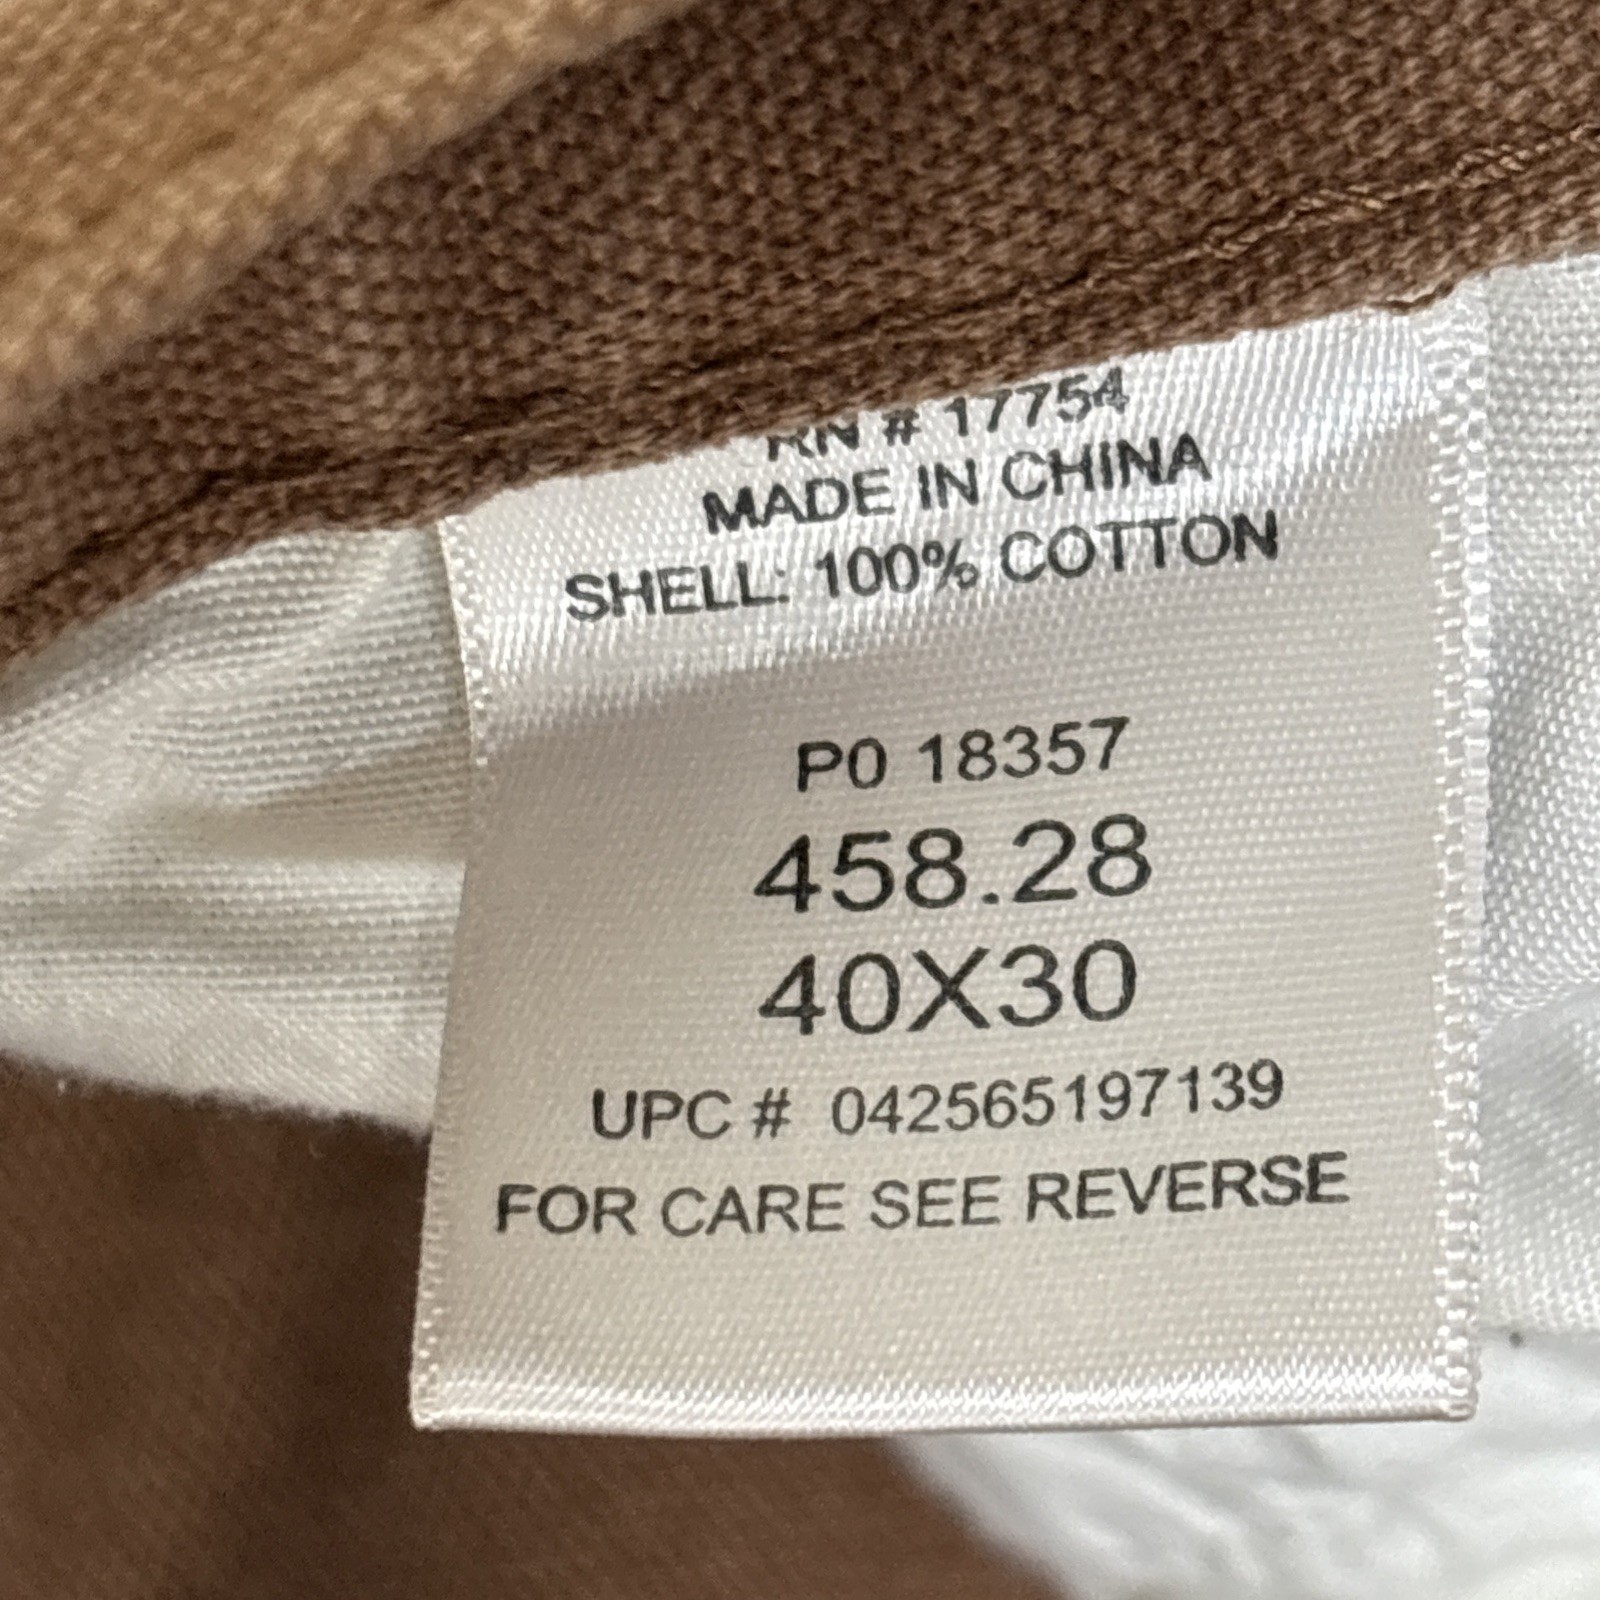 RN # 17754
MADE IN CHINA
SHELL: 100% COTTON
P0 18357
458.28
40X30
UPC # 042565197139
FOR CARE SEE REVERSE